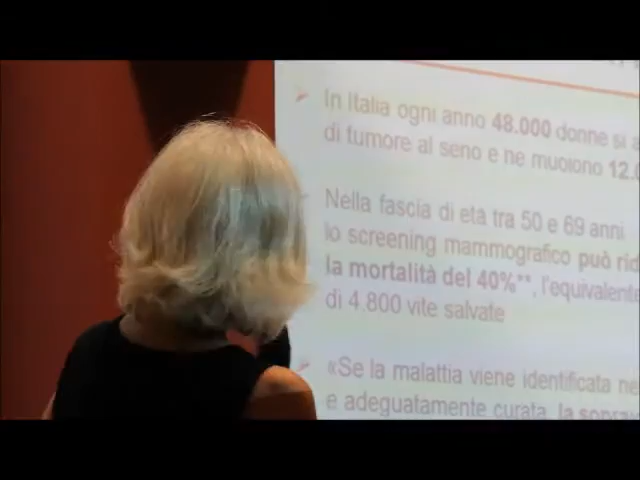 In Italia ogni anno 48.000 donne si a
di tumore al seno e ne muoiono 12.0
Nella fascia di età tra 50 e 69 anni
lo screening mammografico può rid
la mortalità del 40%**, l'equivalente
di 4.800 vite salvate
«Se la malattia viene identificata ne
e adeguatamente curata, la soprav